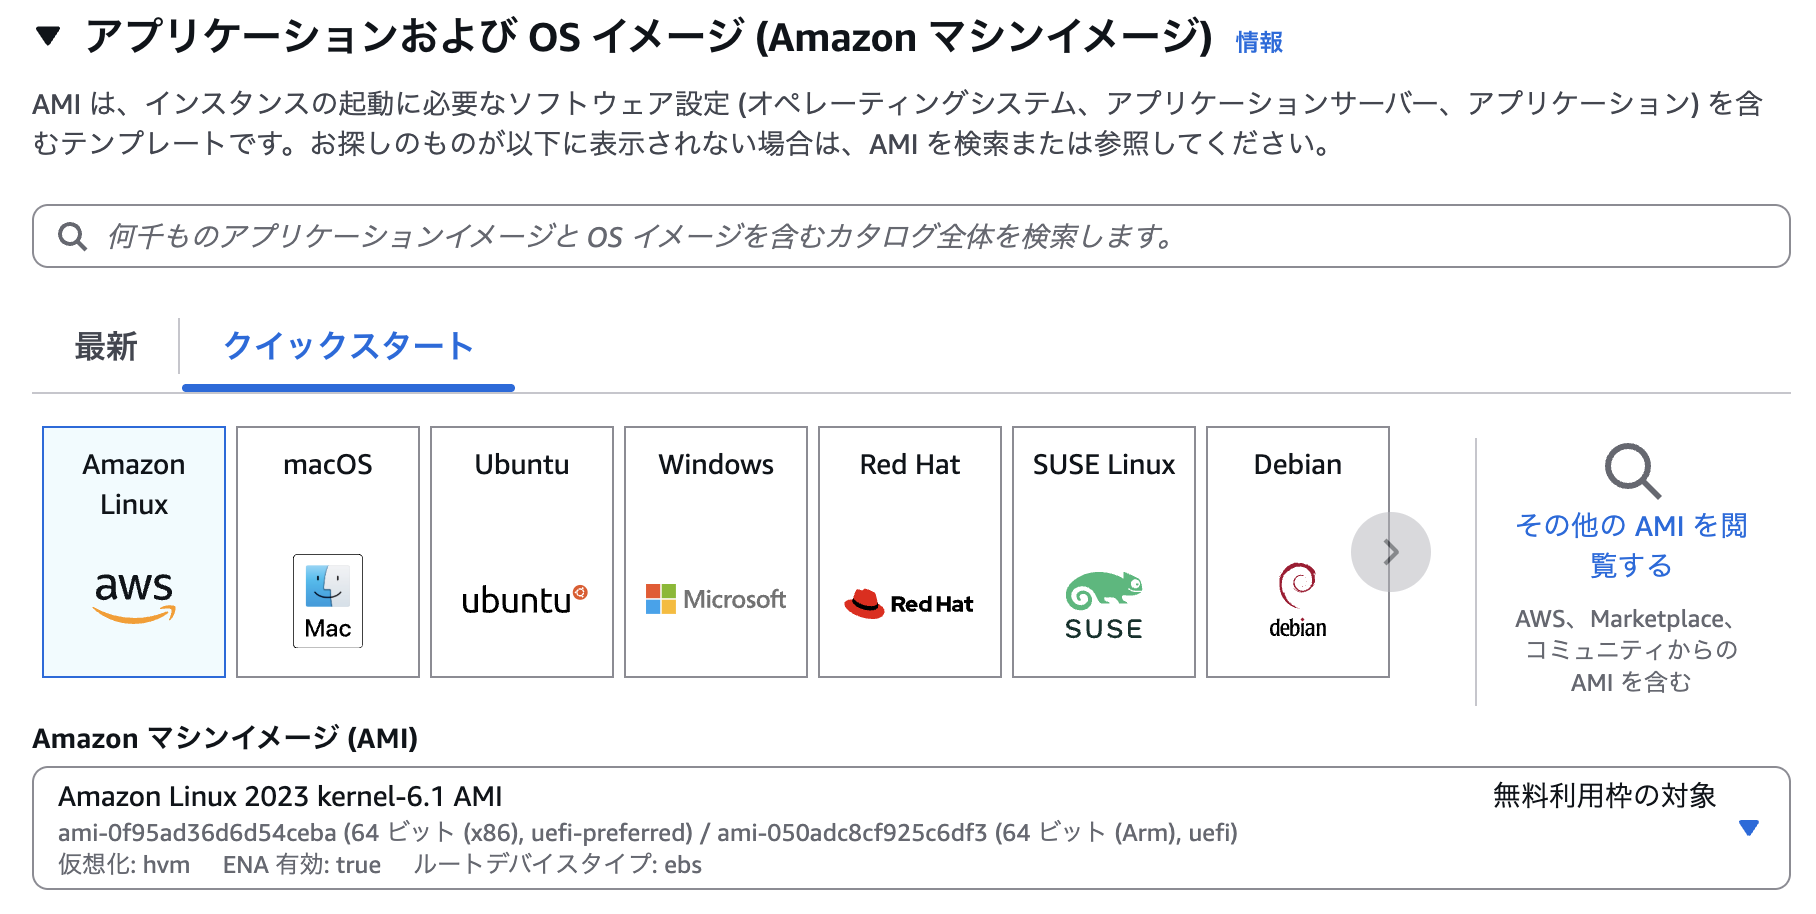 ▼ アプリケーションおよび OS イメージ (Amazon マシンイメージ) 情報
AMI は、インスタンスの起動に必要なソフトウェア設定 (オペレーティングシステム、アプリケーションサーバー、アプリケーション) を含
むテンプレートです。お探しのものが以下に表示されない場合は、AMI を検索または参照してください。
何千ものアプリケーションイメージと OS イメージを含むカタログ全体を検索します。
最新
クイックスタート
Amazon
Linux
aws
macOS
Mac
Ubuntu
ubuntu
Windows
Microsoft
Red Hat
Red Hat
SUSE Linux
SUSE
Debian
debian
その他の AMI を閲
覧する
AWS、Marketplace、
コミュニティからの
AMI を含む
Amazon マシンイメージ (AMI)
Amazon Linux 2023 kernel-6.1 AMI
無料利用枠の対象
ami-0f95ad36d6d54ceba (64 ビット (x86), uefi-preferred) / ami-050adc8cf925c6df3 (64 ビット (Arm), uefi)
仮想化: hvm ENA 有効: true ルートデバイスタイプ: ebs